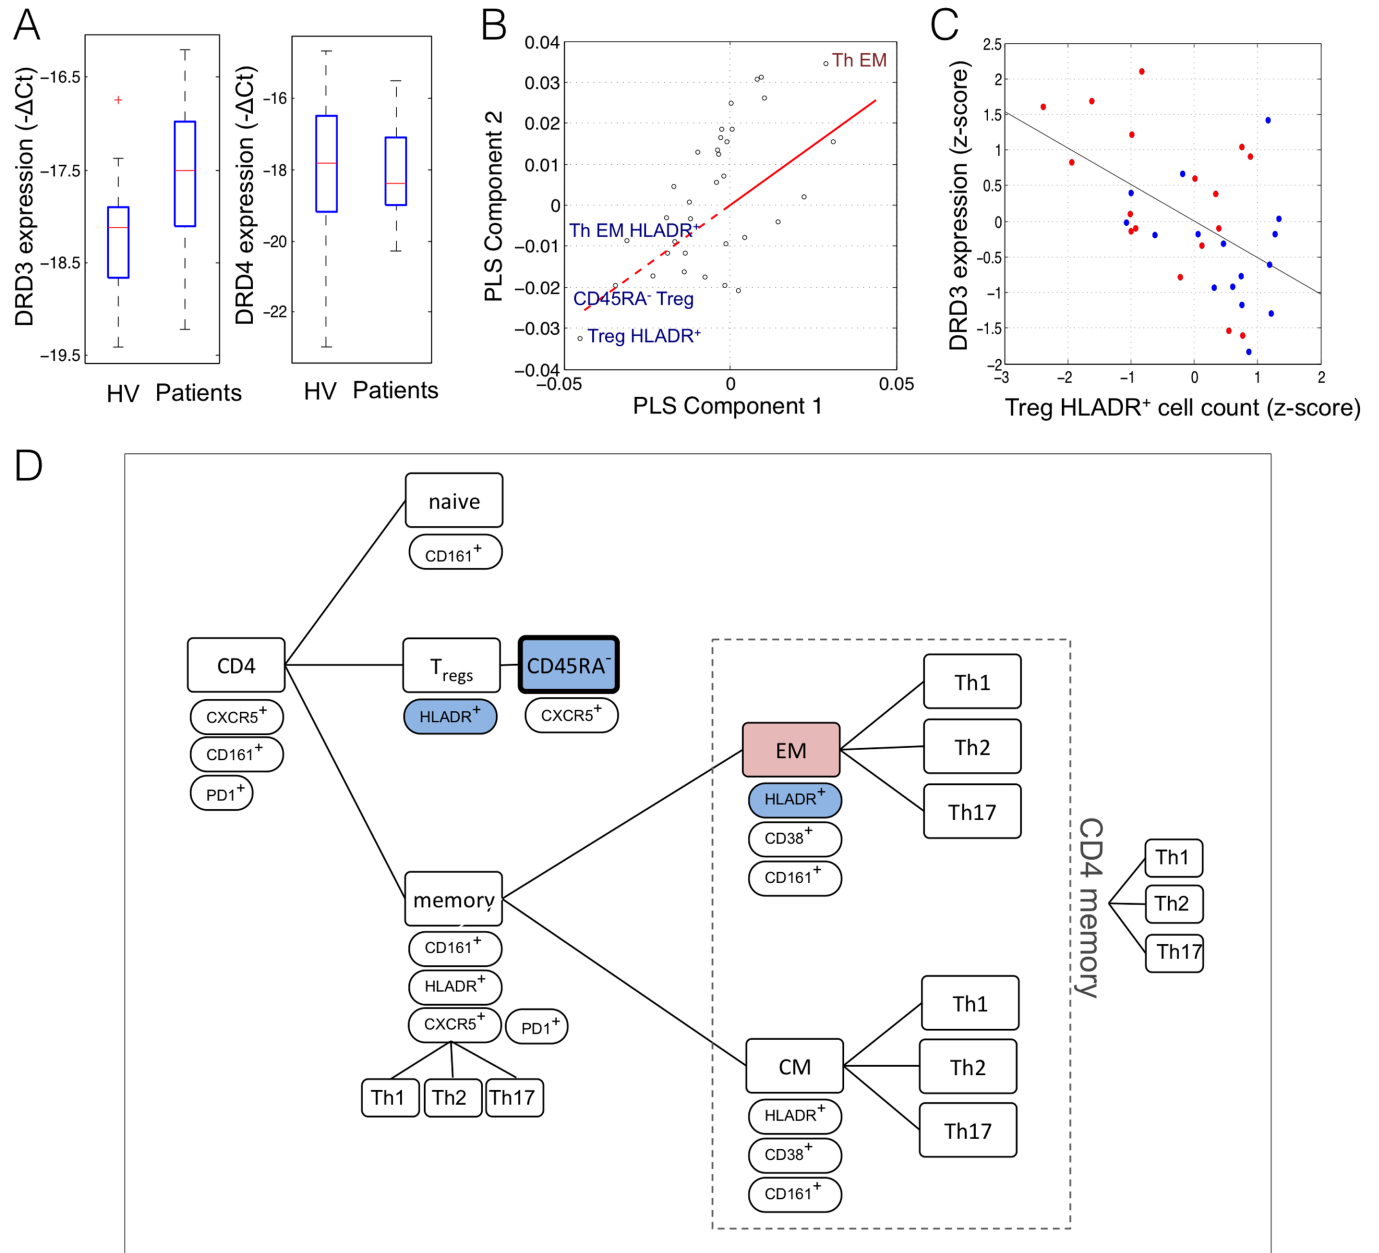 A
DRD3 expression (-ΔCt)
−16.5
−17.5
−18.5
−19.5
HV Patients
DRD4 expression (-ΔCt)
−16
−18
−20
−22
HV Patients
B
PLS Component 2
0.04
0.03
0.02
0.01
0
−0.01
−0.02
−0.03
−0.04
Th EM
Th EM HLADR⁺
CD45RA⁻ Treg
Treg HLADR⁺
−0.05 0 0.05
PLS Component 1
C
DRD3 expression (z-score)
2.5
2
1.5
1
0.5
0
−0.5
−1
−1.5
−2
−3 −2 −1 0 1 2
Treg HLADR⁺ cell count (z-score)
D
naive
CD161⁺
CD4
CXCR5⁺
CD161⁺
PD1⁺
Tregs
HLADR⁺
CD45RA⁻
CXCR5⁺
memory
CD161⁺
HLADR⁺
CXCR5⁺
PD1⁺
Th1 Th2 Th17
EM
HLADR⁺
CD38⁺
CD161⁺
Th1
Th2
Th17
CM
HLADR⁺
CD38⁺
CD161⁺
Th1
Th2
Th17
CD4 memory
Th1
Th2
Th17